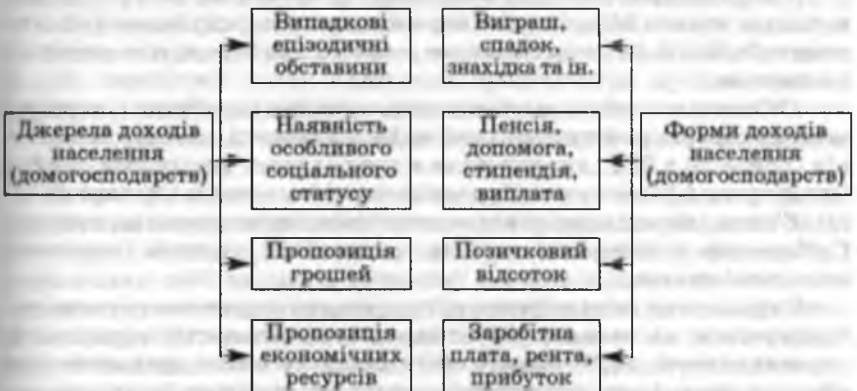 Випадкові
епізодичні
обставини
Виграш,
спадок,
знахідка та ін.
Джерела доходів
населення
(домогосподарств)
Наявність
особливого
соціального
статусу
Пенсія,
допомога,
стипендія,
виплата
Форми доходів
населення
(домогосподарств)
Пропозиція
грошей
Позичковий
відсоток
Пропозиція
економічних
ресурсів
Заробітна
плата, рента,
прибуток